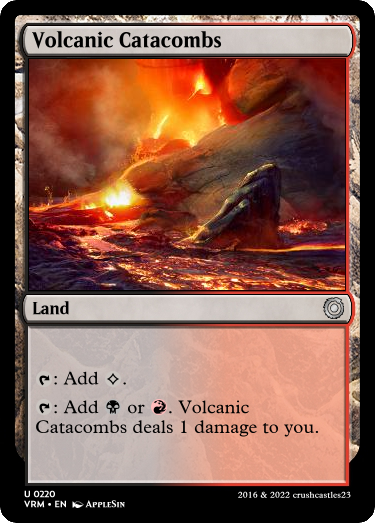 Volcanic Catacombs
Land
: Add .
: Add or . Volcanic
Catacombs deals 1 damage to you.
U 0220
2016 & 2022 crushcastles23
VRM • EN AppleSin